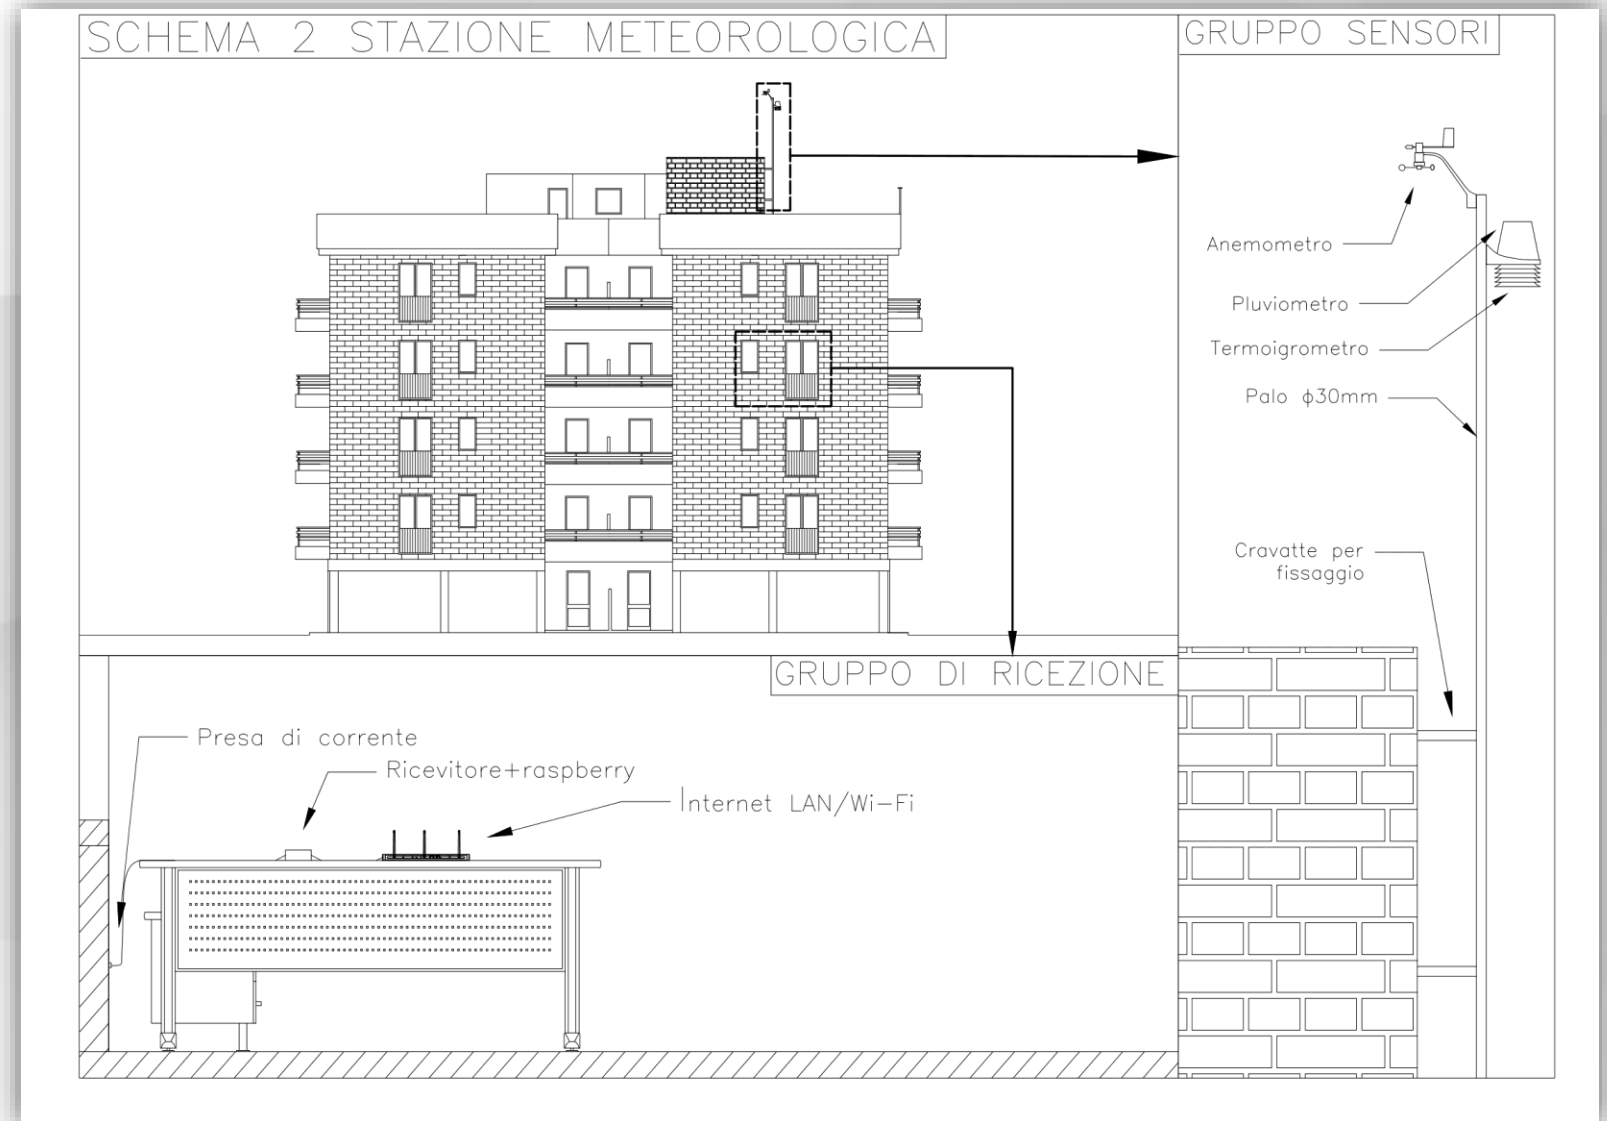 SCHEMA 2 STAZIONE METEOROLOGICA
GRUPPO SENSORI
Anemometro
Pluviometro
Termoigrometro
Palo ϕ30mm
Cravatte per
fissaggio
GRUPPO DI RICEZIONE
Presa di corrente
Ricevitore+raspberry
Internet LAN/Wi-Fi